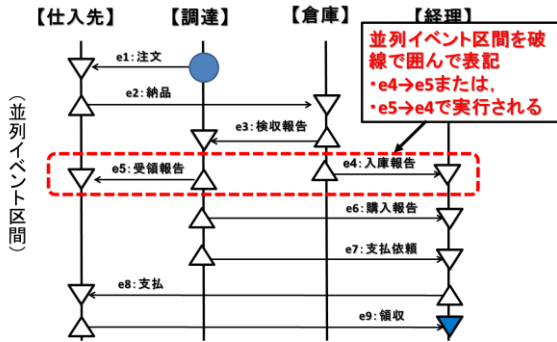 【仕入先】 【調達】 【倉庫】 【経理】
並列イベント区間を破
線で囲んで表記
・e4→e5または,
・e5→e4で実行される
e1:注文
e2:納品
e3:検収報告
e5:受領報告
e4:入庫報告
e6:購入報告
e7:支払依頼
e8:支払
e9:領収
(並列イベント区間)